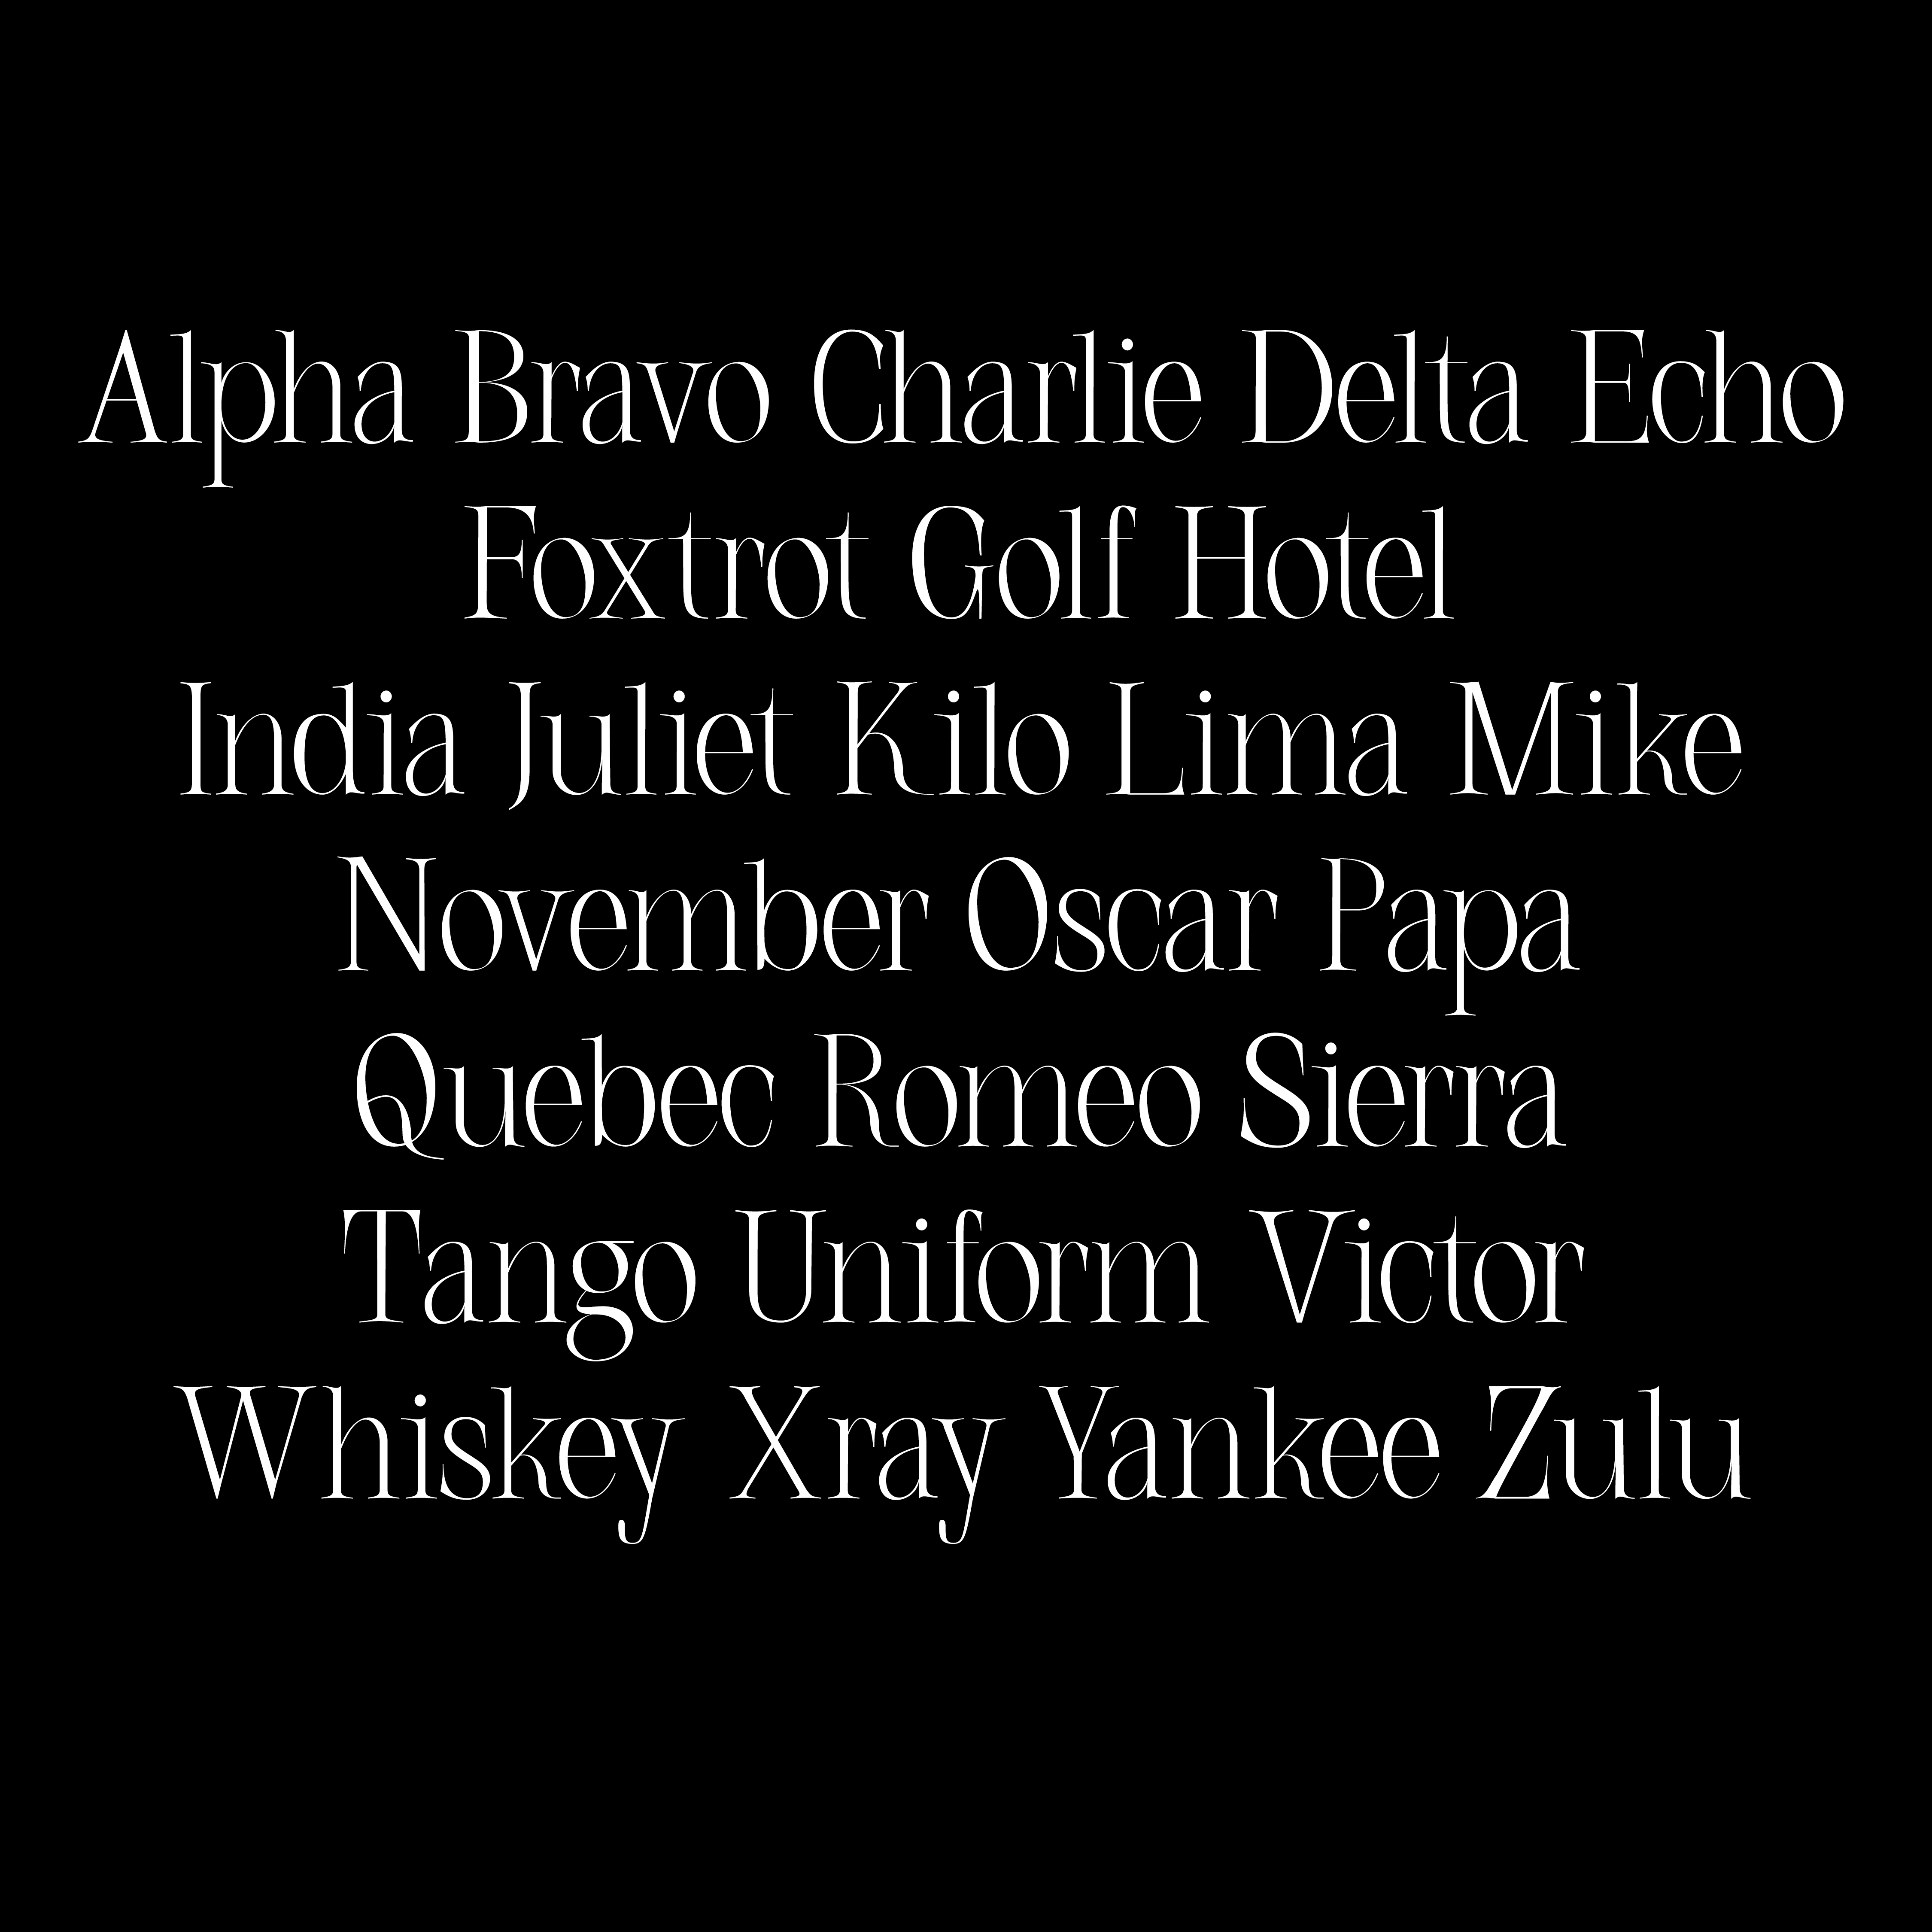 Alpha Bravo Charlie Delta Echo
Foxtrot Golf Hotel
India Juliet Kilo Lima Mike
November Oscar Papa
Quebec Romeo Sierra
Tango Uniform Victor
Whiskey Xray Yankee Zulu